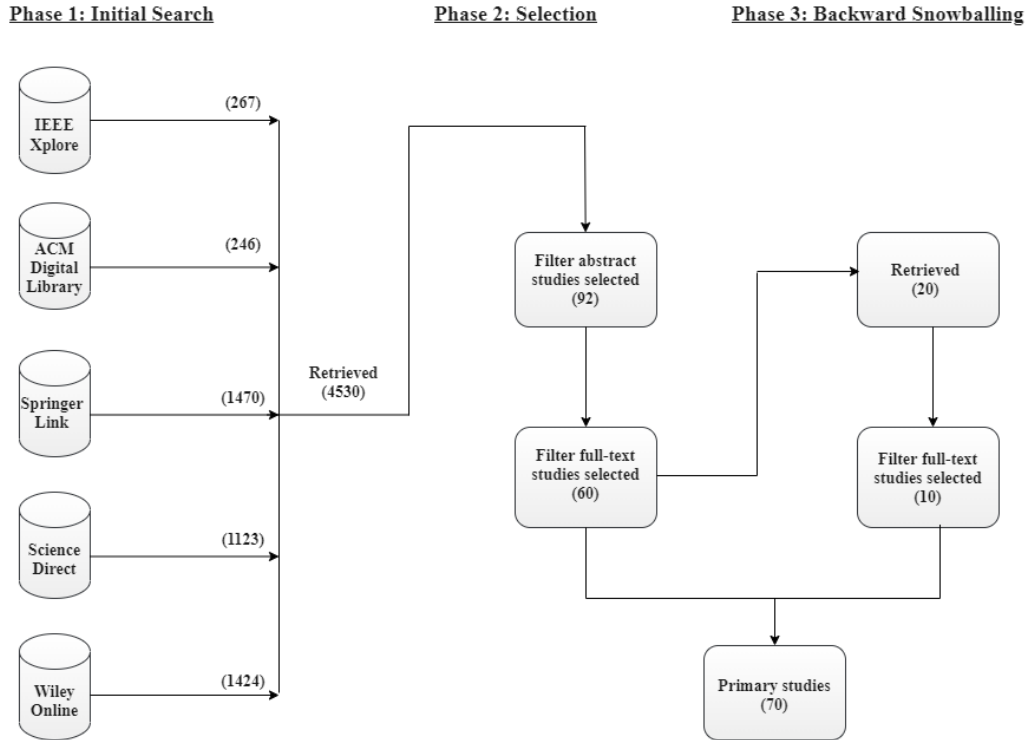 Phase 1: Initial Search
Phase 2: Selection
Phase 3: Backward Snowballing
IEEE
Xplore
(267)
ACM
Digital
Library
(246)
Springer
Link
(1470)
Science
Direct
(1123)
Wiley
Online
(1424)
Retrieved
(4530)
Filter abstract
studies selected
(92)
Filter full-text
studies selected
(60)
Retrieved
(20)
Filter full-text
studies selected
(10)
Primary studies
(70)